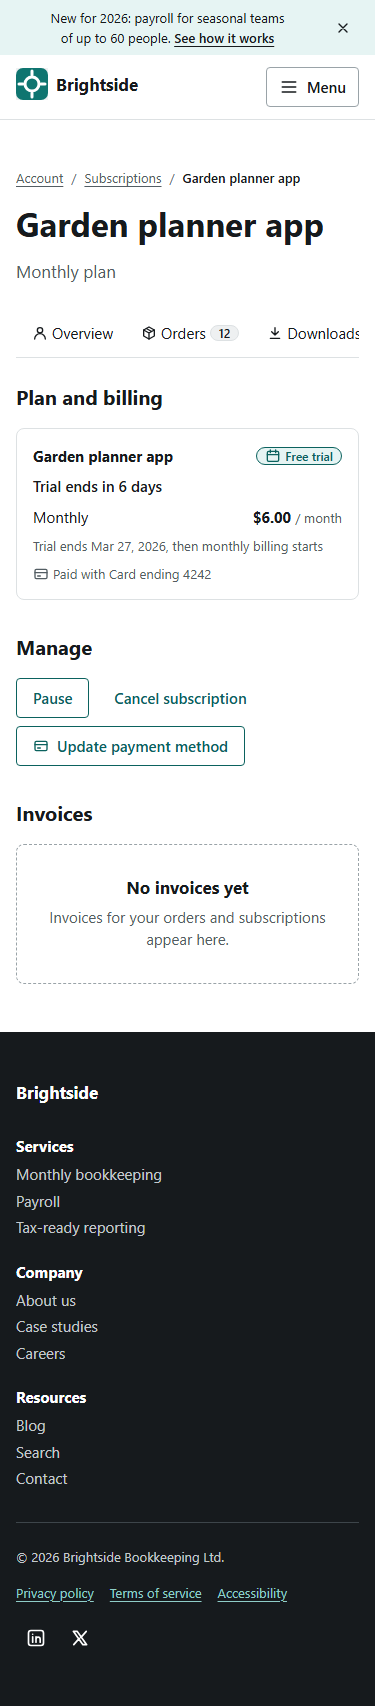 New for 2026: payroll for seasonal teams
of up to 60 people. See how it works
Brightside
Menu
Account / Subscriptions / Garden planner app
Garden planner app
Monthly plan
Overview Orders 12 Downloads
Plan and billing
Garden planner app Free trial
Trial ends in 6 days
Monthly $6.00 / month
Trial ends Mar 27, 2026, then monthly billing starts
Paid with Card ending 4242
Manage
Pause Cancel subscription
Update payment method
Invoices
No invoices yet
Invoices for your orders and subscriptions
appear here.
Brightside
Services
Monthly bookkeeping
Payroll
Tax-ready reporting
Company
About us
Case studies
Careers
Resources
Blog
Search
Contact
© 2026 Brightside Bookkeeping Ltd.
Privacy policy Terms of service Accessibility